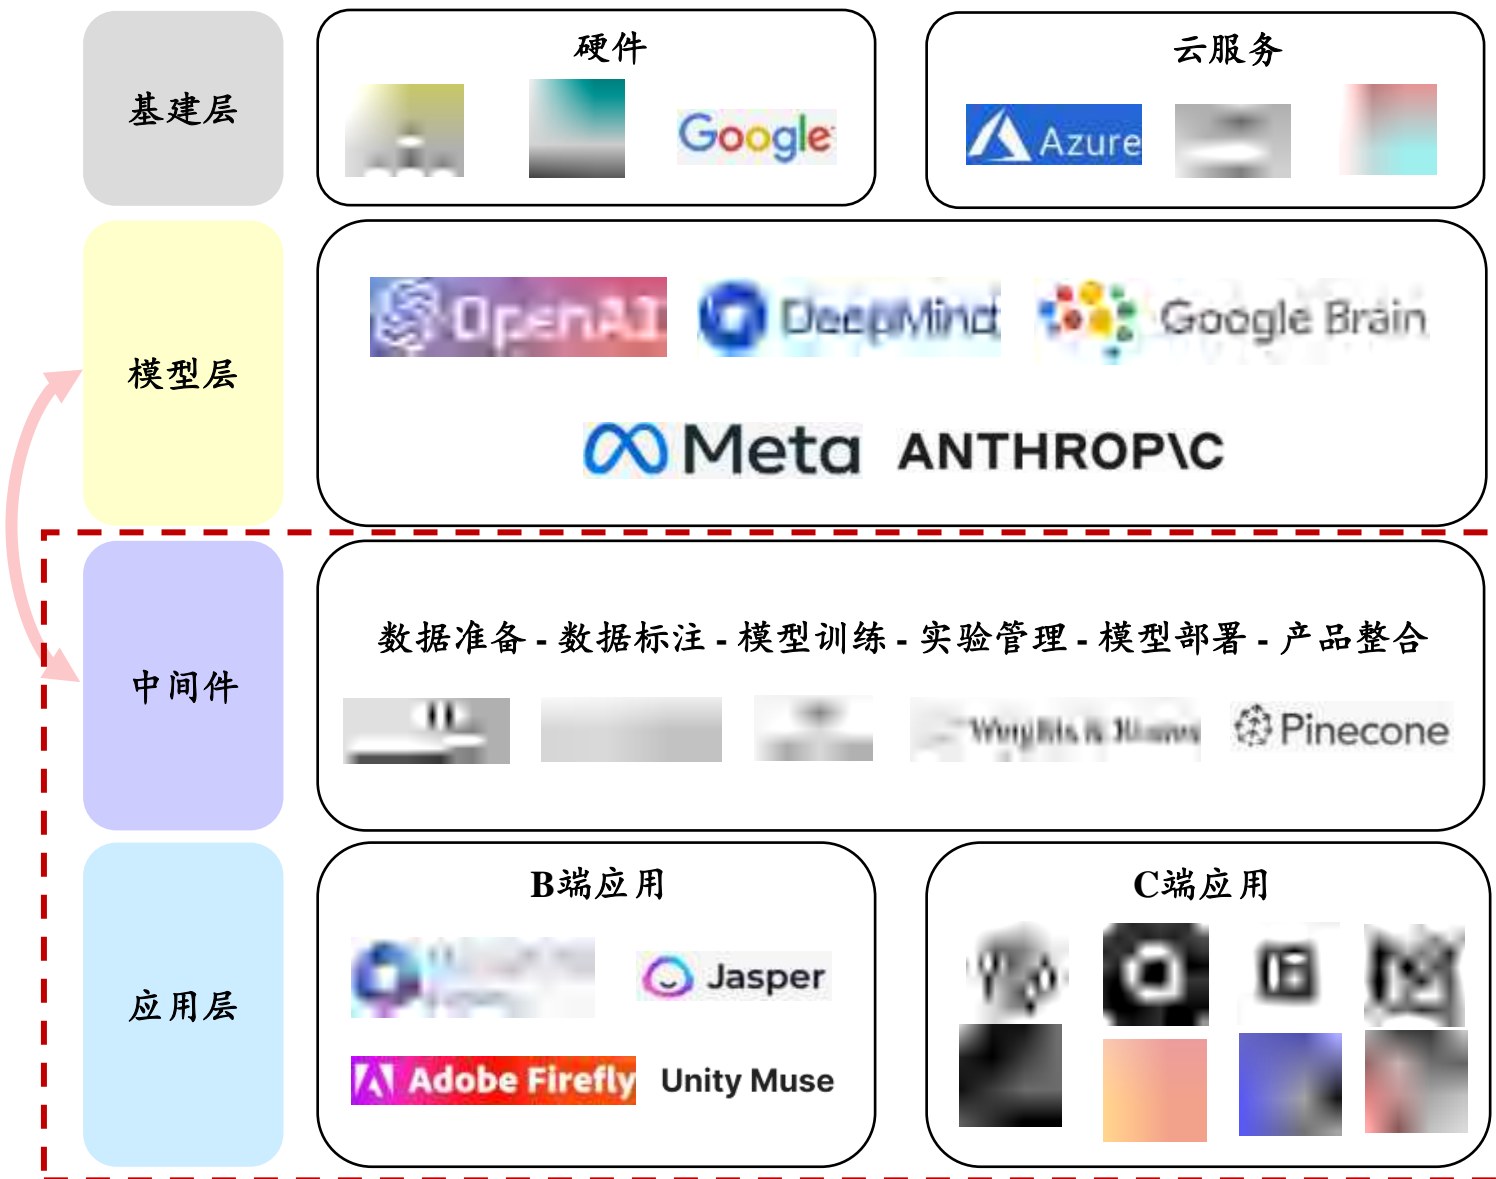 基建层
硬件
Google
云服务
Azure
模型层
OpenAI
DeepMind
Google Brain
Meta
ANTHROP\C
中间件
数据准备 - 数据标注 - 模型训练 - 实验管理 - 模型部署 - 产品整合
Weights & Biases
Pinecone
应用层
B端应用
Jasper
Adobe Firefly
Unity Muse
C端应用